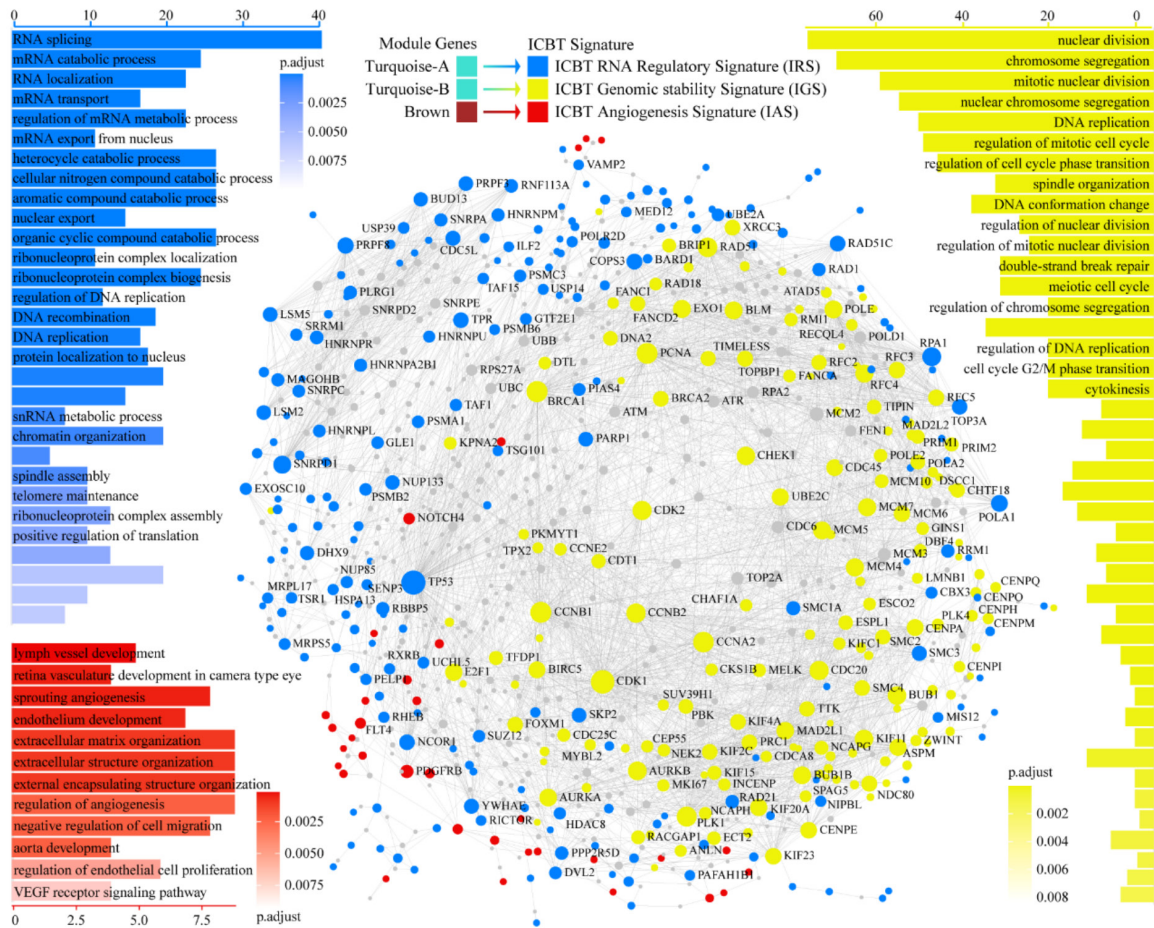 0 10 20 30 40
60 40 20 0
RNA splicing
mRNA catabolic process
RNA localization
mRNA transport
regulation of mRNA metabolic process
mRNA export from nucleus
heterocycle catabolic process
cellular nitrogen compound catabolic process
aromatic compound catabolic process
nuclear export
organic cyclic compound catabolic process
ribonucleoprotein complex localization
ribonucleoprotein complex biogenesis
regulation of DNA replication
DNA recombination
DNA replication
protein localization to nucleus
snRNA metabolic process
chromatin organization
spindle assembly
telomere maintenance
ribonucleoprotein complex assembly
positive regulation of translation
p.adjust
0.0025
0.0050
0.0075
Module Genes ICBT Signature
Turquoise-A ICBT RNA Regulatory Signature (IRS)
Turquoise-B ICBT Genomic stability Signature (IGS)
Brown ICBT Angiogenesis Signature (IAS)
nuclear division
chromosome segregation
mitotic nuclear division
nuclear chromosome segregation
DNA replication
regulation of mitotic cell cycle
regulation of cell cycle phase transition
spindle organization
DNA conformation change
regulation of nuclear division
regulation of mitotic nuclear division
double-strand break repair
meiotic cell cycle
regulation of chromosome segregation
regulation of DNA replication
cell cycle G2/M phase transition
cytokinesis
VAMP2
PRPF3
RNF113A
BUD13
USP39
SNRPA
HNRNPM
MED12
UBE2A
XRCC3
PRPF8
CDC5L
ILF2
POLR2D
BRIP1
RAD51
RAD51C
COPS3
BARD1
RAD1
PSMC3
TAF15
USP14
RAD18
PLRG1
SNRPE
FANCI
ATAD5
SNRPD2
FANCD2
EXO1
BLM
POLE
LSM5
TPR
GTF2E1
RMI1
SRRM1
HNRNPR
HNRNPU
PSMB6
UBB
DNA2
RECQL4
POLD1
TIMELESS
PCNA
RPA1
HNRNPA2B1
RPS27A
DTL
TOPBP1
RFC2
RFC3
MAGOHB
FANCA
RFC4
SNRPC
UBC
BRCA1
PIAS4
BRCA2
RPA2
ATR
RFC5
LSM2
TAF1
ATM
MCM2
TIPIN
TOP3A
PSMA1
FEN1
MAD2L2
HNRNPL
GLE1
KPNA2
TSG101
PARP1
PRIM1
PRIM2
CHEK1
POLE2
SNRPD1
CDC45
POLA2
NUP133
MCM10
DSCC1
EXOSC10
PSMB2
UBE2C
CHTF18
POLA1
NOTCH4
CDK2
MCM7
MCM6
CDC6
MCM5
GINS1
PKMYT1
DBF4
DHX9
TPX2
CCNE2
CDT1
MCM3
RRM1
NUP85
TP53
TOP2A
MCM4
LMNB1
CENPQ
SENP3
MRPL17
HSPA13
CBX3
CENPO
TSR1
CHAF1A
ESCO2
RBBP5
CCNB1
CCNB2
SMC1A
PLK4
CENPH
ESPL1
CENPA
CENPM
MRPS5
CCNA2
KIFC1
SMC2
RXRB
UCHL5
TFDP1
SMC3
E2F1
BIRC5
CKS1B
MELK
CDC20
CENPI
PELP1
CDK1
SMC4
BUB1
SUV39H1
RHEB
PBK
TTK
MIS12
FLT4
FOXM1
SKP2
KIF4A
MAD2L1
NCOR1
SUZ12
CDC25C
PRC1
KIF11
ZWINT
CEP55
NCAPG
MYBL2
NEK2
KIF2C
CDCA8
ASPM
PDGFRB
AURKB
KIF15
BUB1B
MKI67
INCENP
SPAG5
NDC80
AURKA
RAD21
NIPBL
YWHAE
RICTOR
HDAC8
NCAPH
PLK1
KIF20A
RACGAP1
ECT2
CENPE
PPP2R5D
ANLN
KIF23
DVL2
PAFAH1B1
lymph vessel development
retina vasculature development in camera type eye
sprouting angiogenesis
endothelium development
extracellular matrix organization
extracellular structure organization
external encapsulating structure organization
regulation of angiogenesis
negative regulation of cell migration
aorta development
regulation of endothelial cell proliferation
VEGF receptor signaling pathway
0 2.5 5.0 7.5
0.0025
0.0050
0.0075
p.adjust
p.adjust
0.002
0.004
0.006
0.008